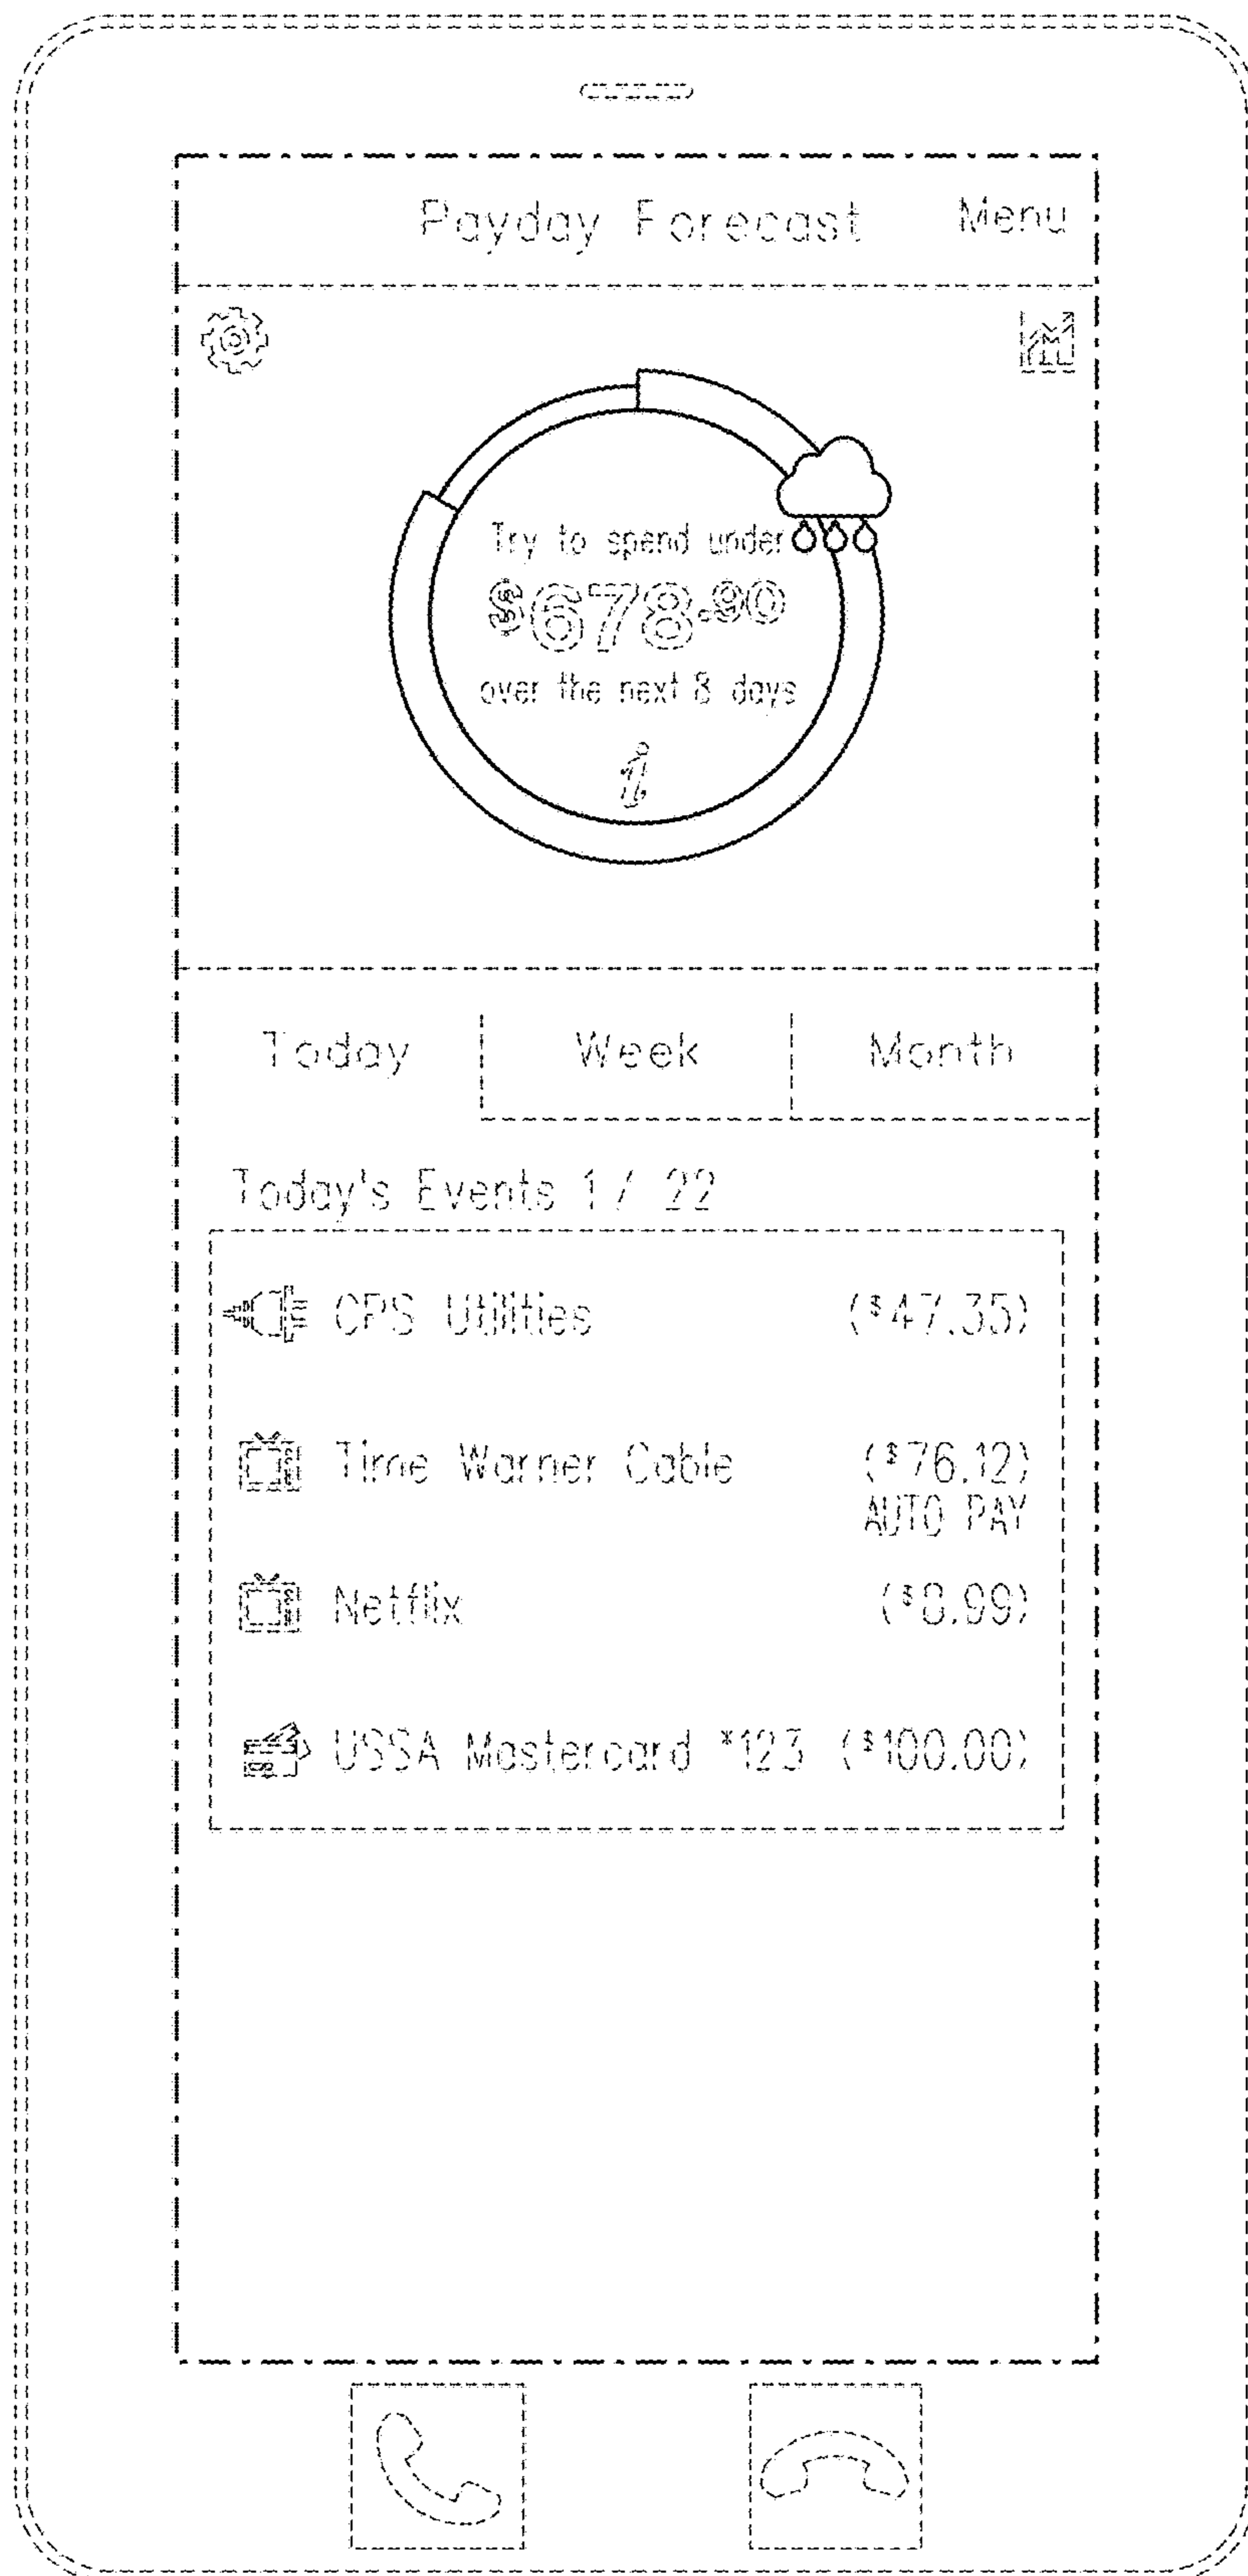 Payday Forecast Menu
Try to spend under
$678.90
over the next 8 days
i
Today Week Month
Today's Events 1 / 22
CPS Utilities ($47.35)
Time Warner Cable ($76.12)
AUTO PAY
Netflix ($8.99)
USSA Mastercard *123 ($100.00)